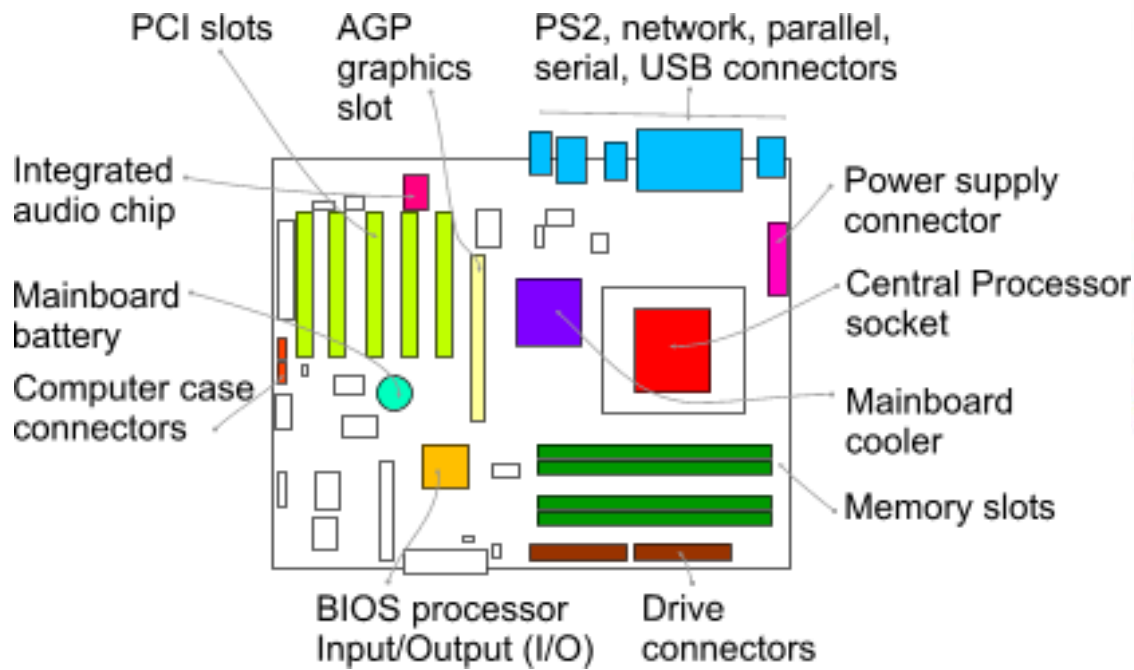 PCI slots
AGP
graphics
slot
PS2, network, parallel,
serial, USB connectors
Integrated
audio chip
Mainboard
battery
Computer case
connectors
Power supply
connector
Central Processor
socket
Mainboard
cooler
Memory slots
BIOS processor
Input/Output (I/O)
Drive
connectors